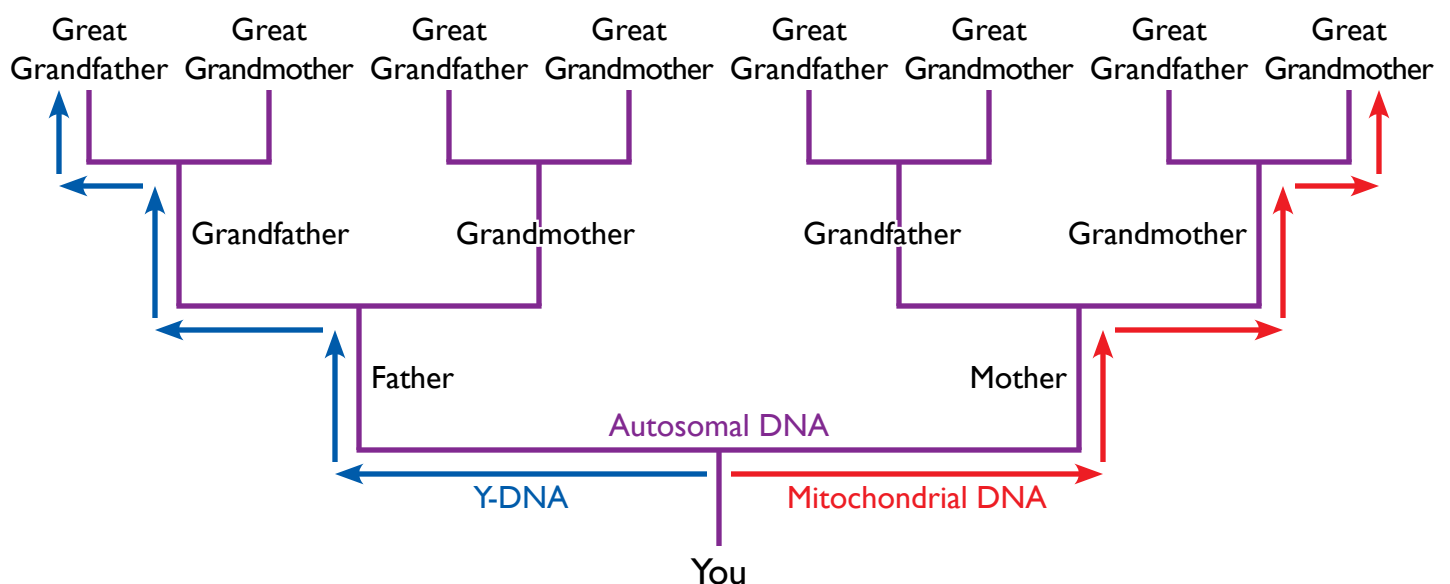 Great Great Great Great Great Great Great Great
Grandfather Grandmother Grandfather Grandmother Grandfather Grandmother Grandfather Grandmother
Grandfather Grandmother Grandfather Grandmother
Father Mother
Autosomal DNA
Y-DNA Mitochondrial DNA
You